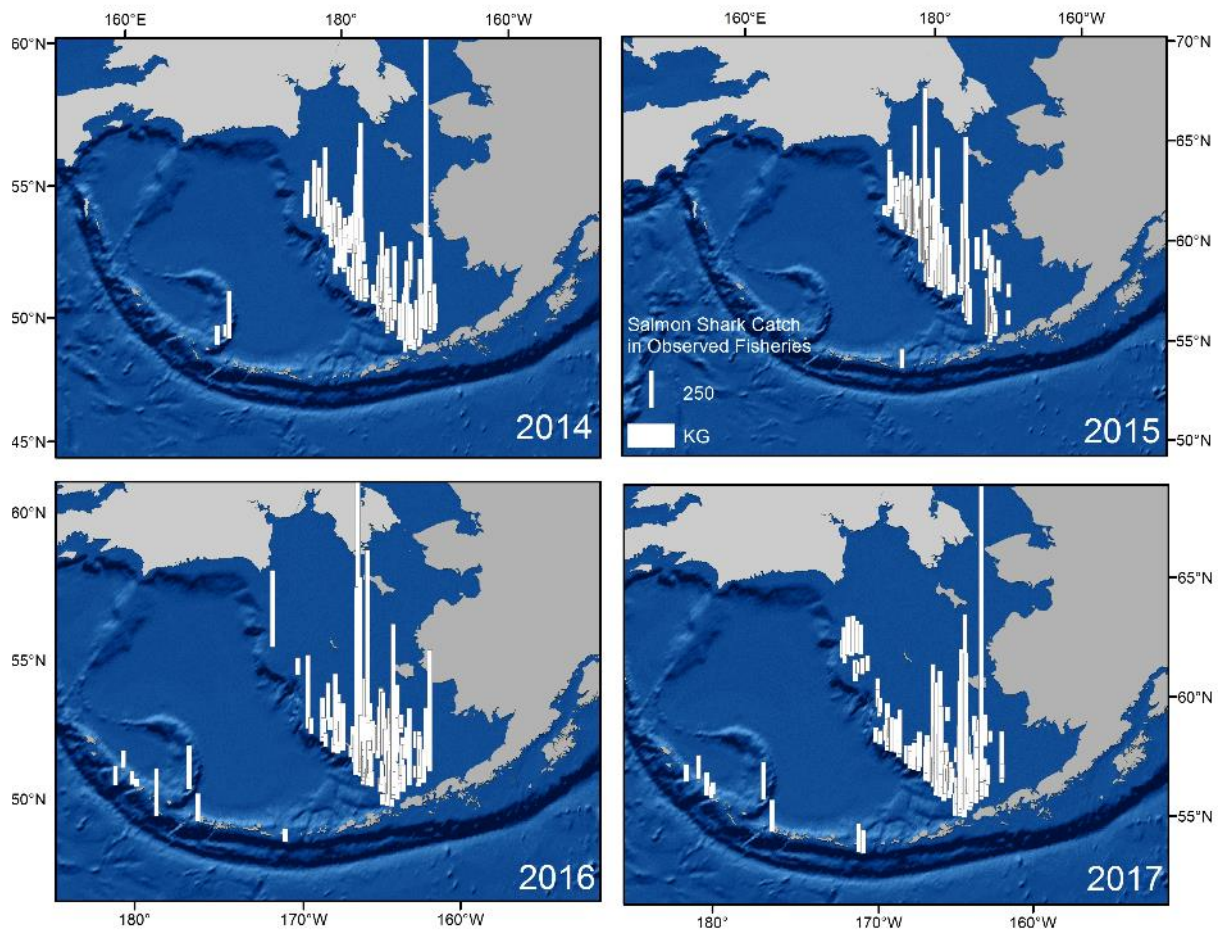 160°E 180° 160°W
160°E 180° 160°W
60°N
55°N
50°N
45°N
2014
Salmon Shark Catch
in Observed Fisheries
250
KG
2015
70°N
65°N
60°N
55°N
50°N
60°N
55°N
50°N
2016
180° 170°W 160°W
2017
65°N
60°N
55°N
180° 170°W 160°W